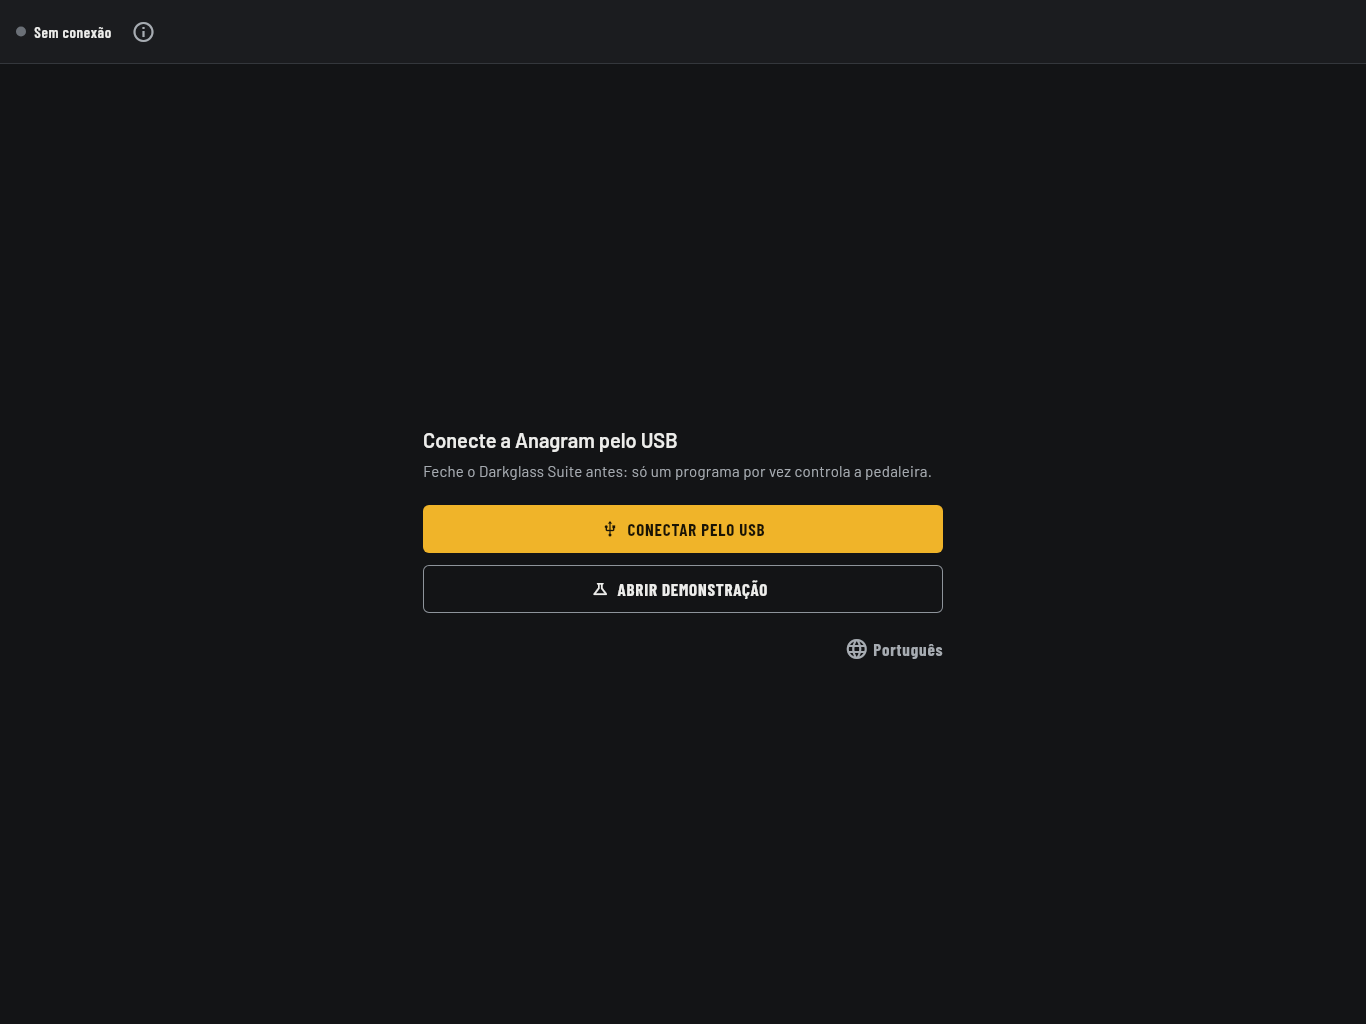 Sem conexão
Conecte a Anagram pelo USB
Feche o Darkglass Suite antes: só um programa por vez controla a pedaleira.
CONECTAR PELO USB
ABRIR DEMONSTRAÇÃO
Português